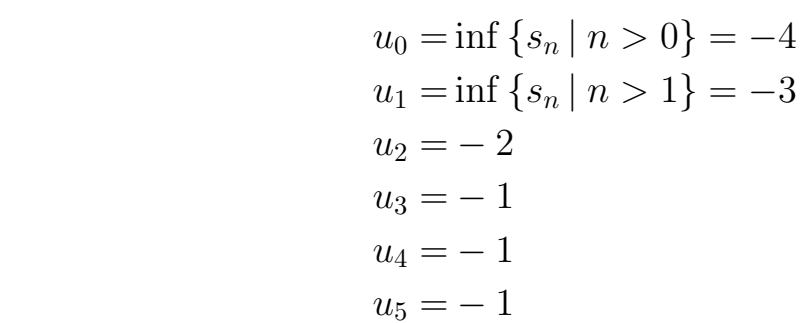 u₀ = inf {sₙ | n > 0} = −4
u₁ = inf {sₙ | n > 1} = −3
u₂ = − 2
u₃ = − 1
u₄ = − 1
u₅ = − 1